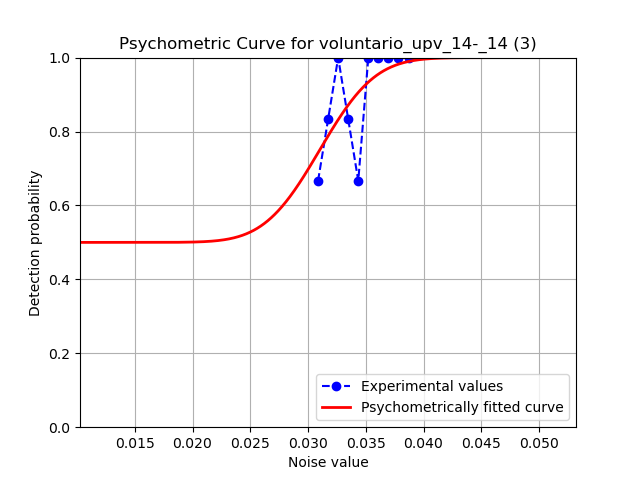 Psychometric Curve for voluntario_upv_14-_14 (3)
1.0
0.8
0.6
0.4
0.2
0.0
Detection probability
0.015 0.020 0.025 0.030 0.035 0.040 0.045 0.050
Noise value
Experimental values
Psychometrically fitted curve